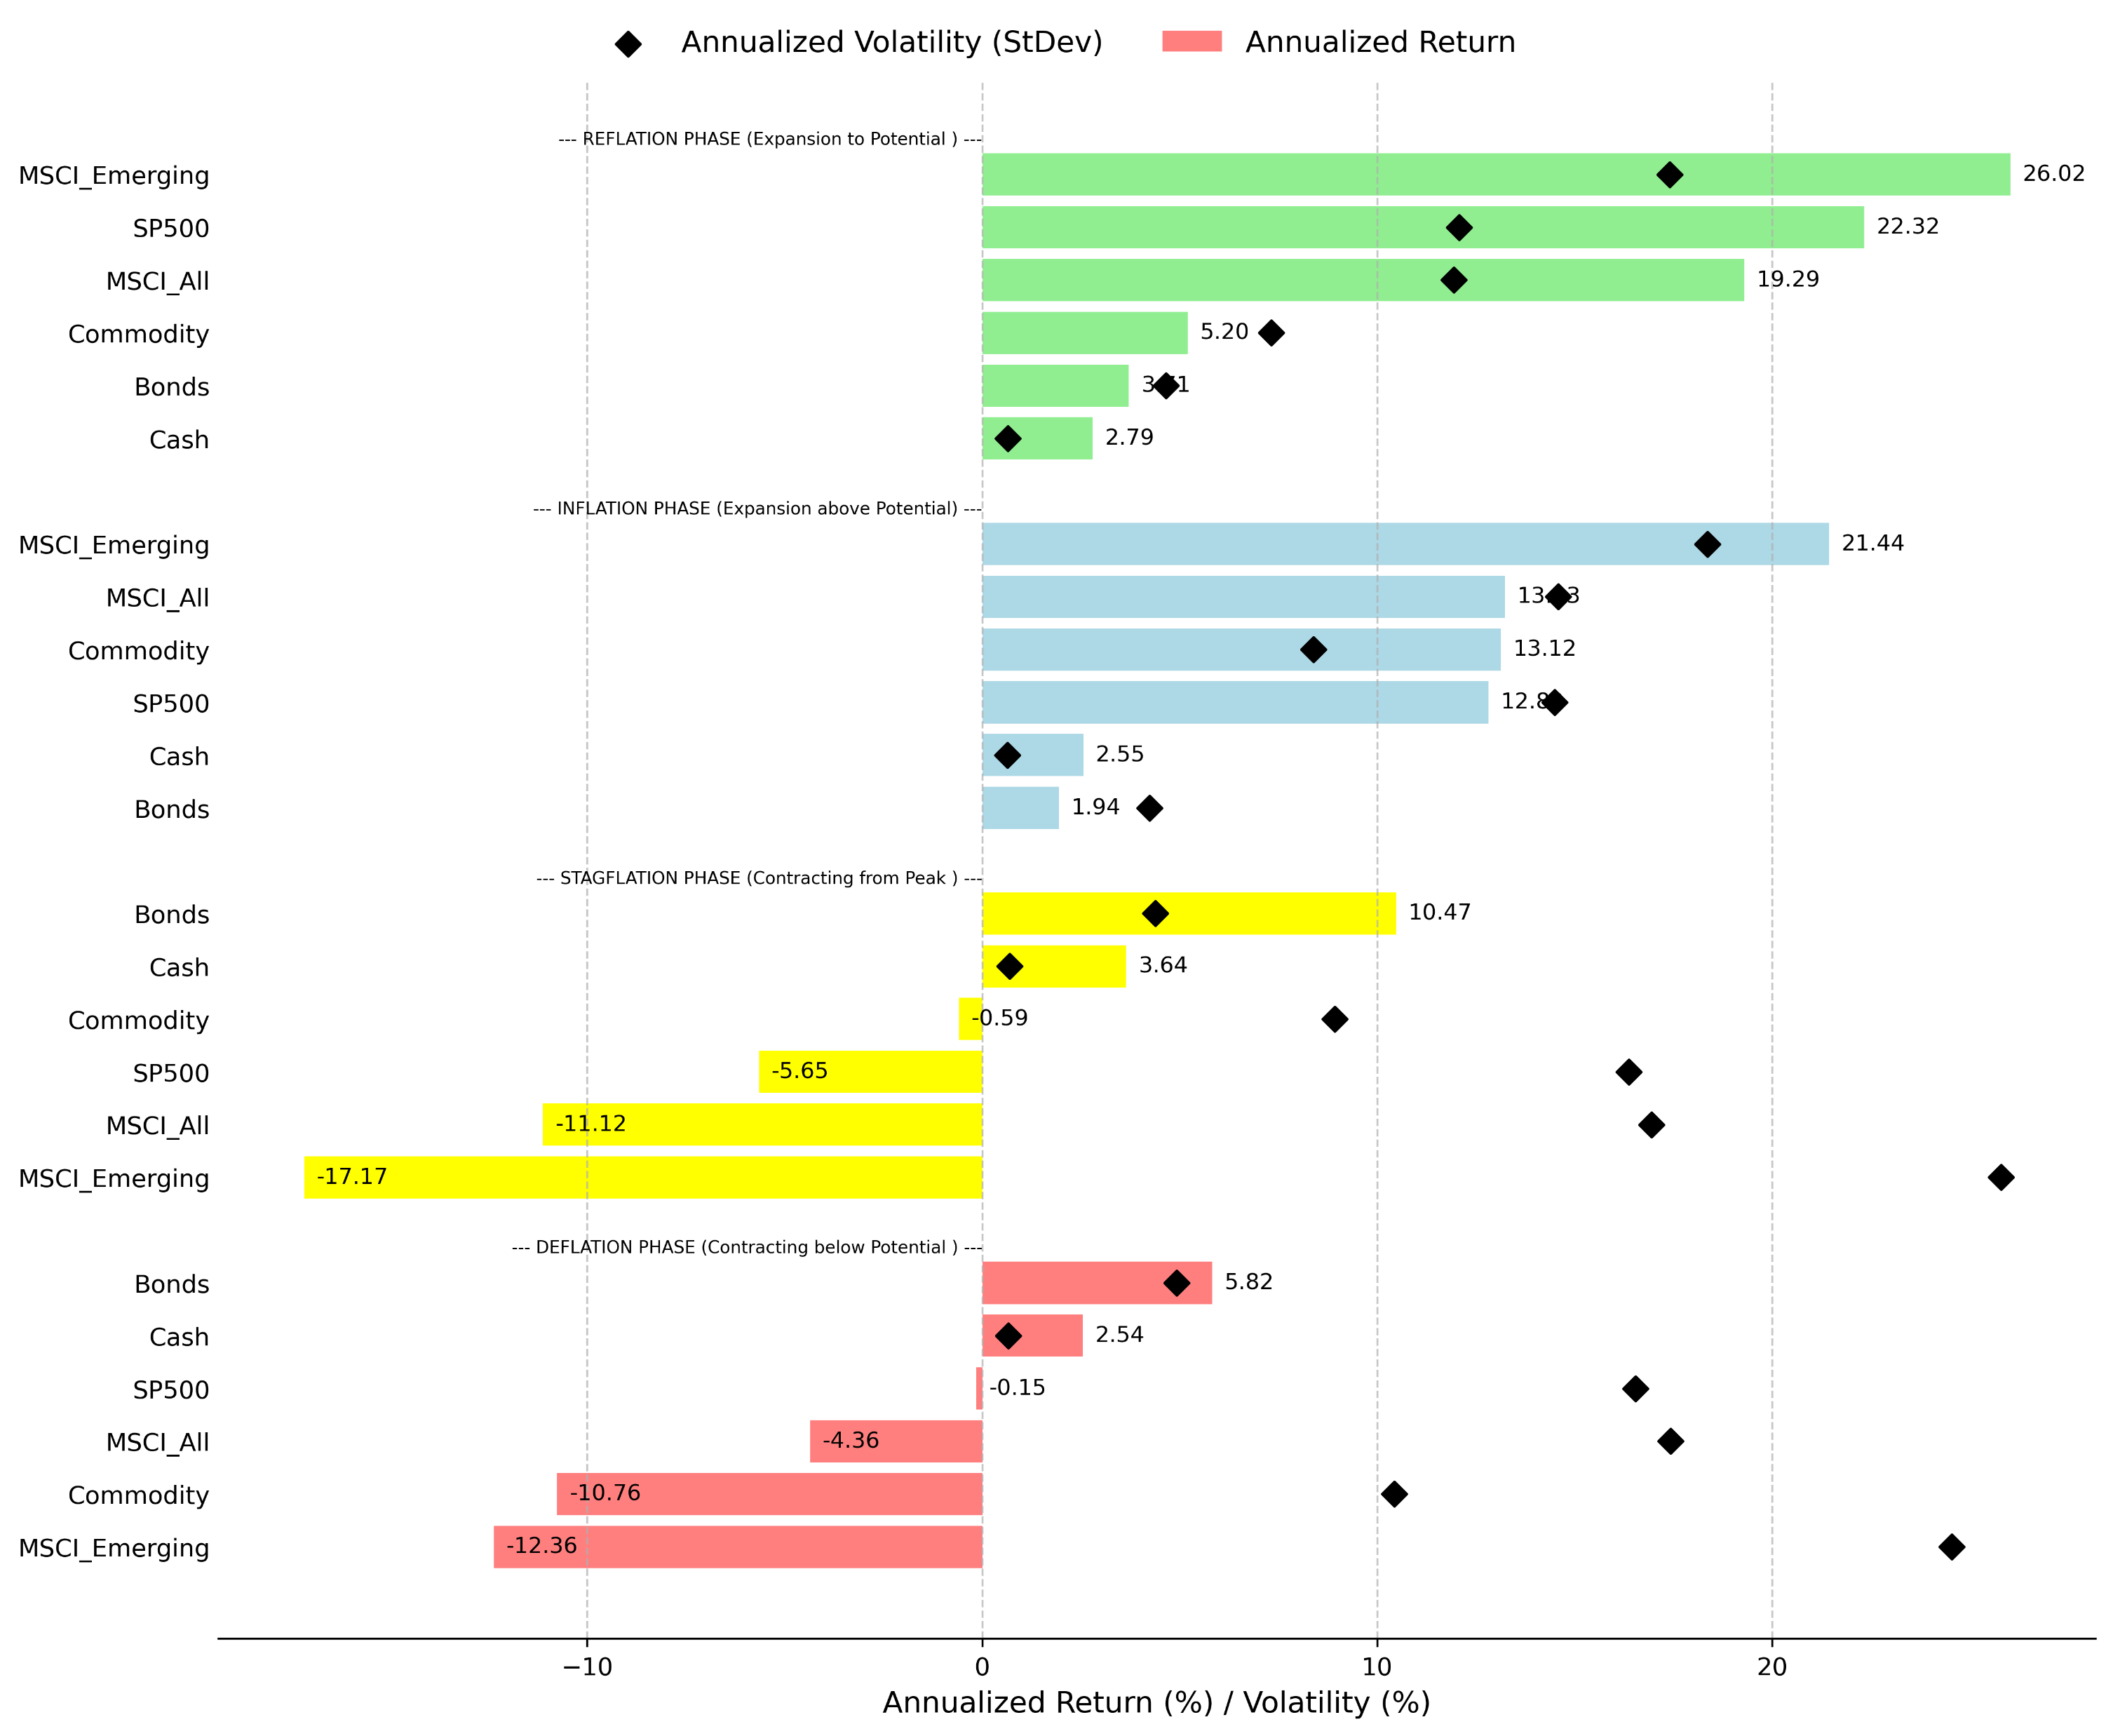 Annualized Volatility (StDev)
Annualized Return
--- REFLATION PHASE (Expansion to Potential ) ---
MSCI_Emerging 26.02
SP500 22.32
MSCI_All 19.29
Commodity 5.20
Bonds
Cash 2.79
--- INFLATION PHASE (Expansion above Potential) ---
MSCI_Emerging 21.44
MSCI_All
Commodity 13.12
SP500
Cash 2.55
Bonds 1.94
--- STAGFLATION PHASE (Contracting from Peak ) ---
Bonds 10.47
Cash 3.64
Commodity -0.59
SP500 -5.65
MSCI_All -11.12
MSCI_Emerging -17.17
--- DEFLATION PHASE (Contracting below Potential ) ---
Bonds 5.82
Cash 2.54
SP500 -0.15
MSCI_All -4.36
Commodity -10.76
MSCI_Emerging -12.36
−10 0 10 20
Annualized Return (%) / Volatility (%)